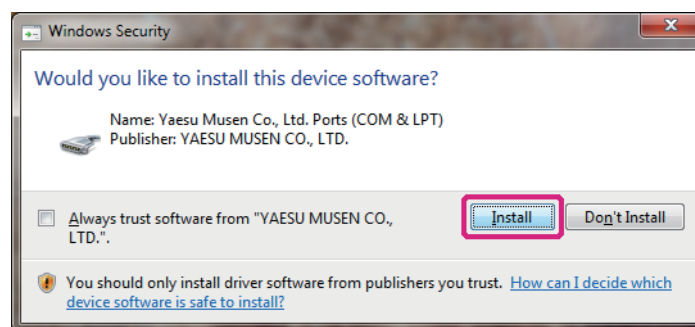 Windows Security
Would you like to install this device software?
Name: Yaesu Musen Co., Ltd. Ports (COM & LPT)
Publisher: YAESU MUSEN CO., LTD.
Always trust software from "YAESU MUSEN CO.,
LTD.".
Install
Don't Install
You should only install driver software from publishers you trust. How can I decide which
device software is safe to install?